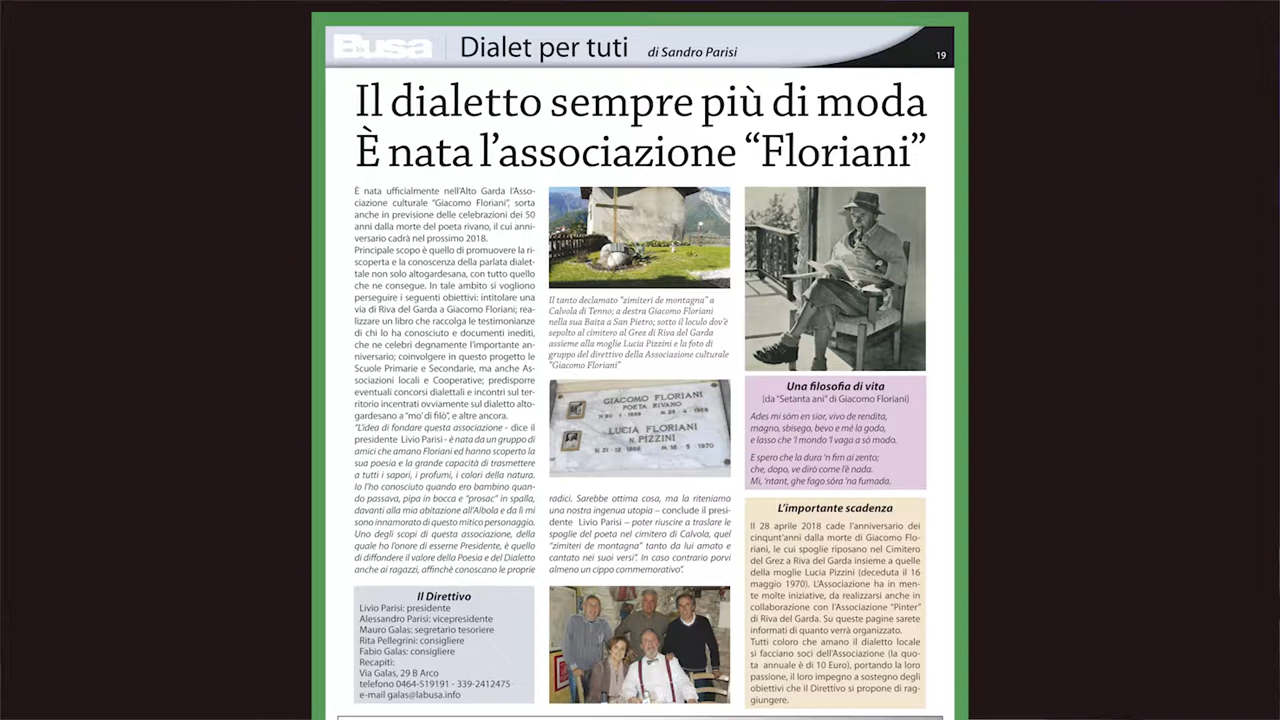 Busa
Dialet per tuti
di Sandro Parisi
19
Il dialetto sempre più di moda
È nata l'associazione “Floriani”
È nata ufficialmente nell'Alto Garda l'Asso-
ciazione culturale “Giacomo Floriani”, sorta
anche in previsione delle celebrazioni dei 50
anni dalla morte del poeta rivano, il cui anni-
versario cadrà nel prossimo 2018.
Principale scopo è quello di promuovere la ri-
scoperta e la conoscenza della parlata dialet-
tale non solo altogardesana, con tutto quello
che ne consegue. In tale ambito si vogliono
perseguire i seguenti obiettivi: intitolare una
via di Riva del Garda a Giacomo Floriani; rea-
lizzare un libro che raccolga le testimonianze
di chi lo ha conosciuto e documenti inediti,
che ne celebri degnamente l'importante an-
niversario; coinvolgere in questo progetto le
Scuole Primarie e Secondarie, ma anche As-
sociazioni locali e Cooperative; predisporre
eventuali concorsi dialettali e incontri sul ter-
ritorio incentrati ovviamente sul dialetto alto-
gardesano a “mo' di filò”, e altre ancora.
“L'idea di fondare questa associazione - dice il
presidente Livio Parisi - è nata da un gruppo di
amici che amano Floriani ed hanno scoperto la
sua poesia e la grande capacità di trasmettere
a tutti i sapori, i profumi, i colori della natura.
Io l'ho conosciuto quando ero bambino quan-
do passava, pipa in bocca e “prosac” in spalla,
davanti alla mia abitazione all'Albola e da lì mi
sono innamorato di questo mitico personaggio.
Uno degli scopi di questa associazione, della
quale ho l'onore di esserne Presidente, è quello
di diffondere il valore della Poesia e del Dialetto
anche ai ragazzi, affinchè conoscano le proprie
Il tanto declamato “zimiteri de montagna” a
Calvola di Tenno; a destra Giacomo Floriani
nella sua Baita a San Pietro; sotto il loculo dov'è
sepolto al cimitero al Grez di Riva del Garda
assieme alla moglie Lucia Pizzini e la foto di
gruppo del direttivo della Associazione culturale
“Giacomo Floriani”
GIACOMO FLORIANI
POETA RIVANO
LUCIA FLORIANI
N. PIZZINI
radici. Sarebbe ottima cosa, ma la riteniamo
una nostra ingenua utopia – conclude il presi-
dente Livio Parisi – poter riuscire a traslare le
spoglie del poeta nel cimitero di Calvola, quel
“zimiteri de montagna” tanto da lui amato e
cantato nei suoi versi”. In caso contrario porvi
almeno un cippo commemorativo”.
Una filosofia di vita
(da “Setanta ani” di Giacomo Floriani)
Ades mi sóm en sior, vivo de rendita,
magno, sbisego, bevo e mé la godo,
e lasso che 'l mondo 'l vaga a só modo.
E spero che la dura 'n fim ai zento;
che, dopo, ve dirò come l'è nada.
Mi, 'ntant, ghe fago sóra 'na fumada.
L'importante scadenza
Il 28 aprile 2018 cade l'anniversario dei
cinqunt'anni dalla morte di Giacomo Flo-
riani, le cui spoglie riposano nel Cimitero
del Grez a Riva del Garda insieme a quelle
della moglie Lucia Pizzini (deceduta il 16
maggio 1970). L'Associazione ha in men-
te molte iniziative, da realizzarsi anche in
collaborazione con l'Associazione “Pinter”
di Riva del Garda. Su queste pagine sarete
informati di quanto verrà organizzato.
Tutti coloro che amano il dialetto locale
si facciano soci dell'Associazione (la quo-
ta annuale è di 10 Euro), portando la loro
passione, il loro impegno a sostegno degli
obiettivi che il Direttivo si propone di rag-
giungere.
Il Direttivo
Livio Parisi: presidente
Alessandro Parisi: vicepresidente
Mauro Galas: segretario tesoriere
Rita Pellegrini: consigliere
Fabio Galas: consigliere
Recapiti:
Via Galas, 29 B Arco
telefono 0464-519191 - 339-2412475
e-mail galas@labusa.info